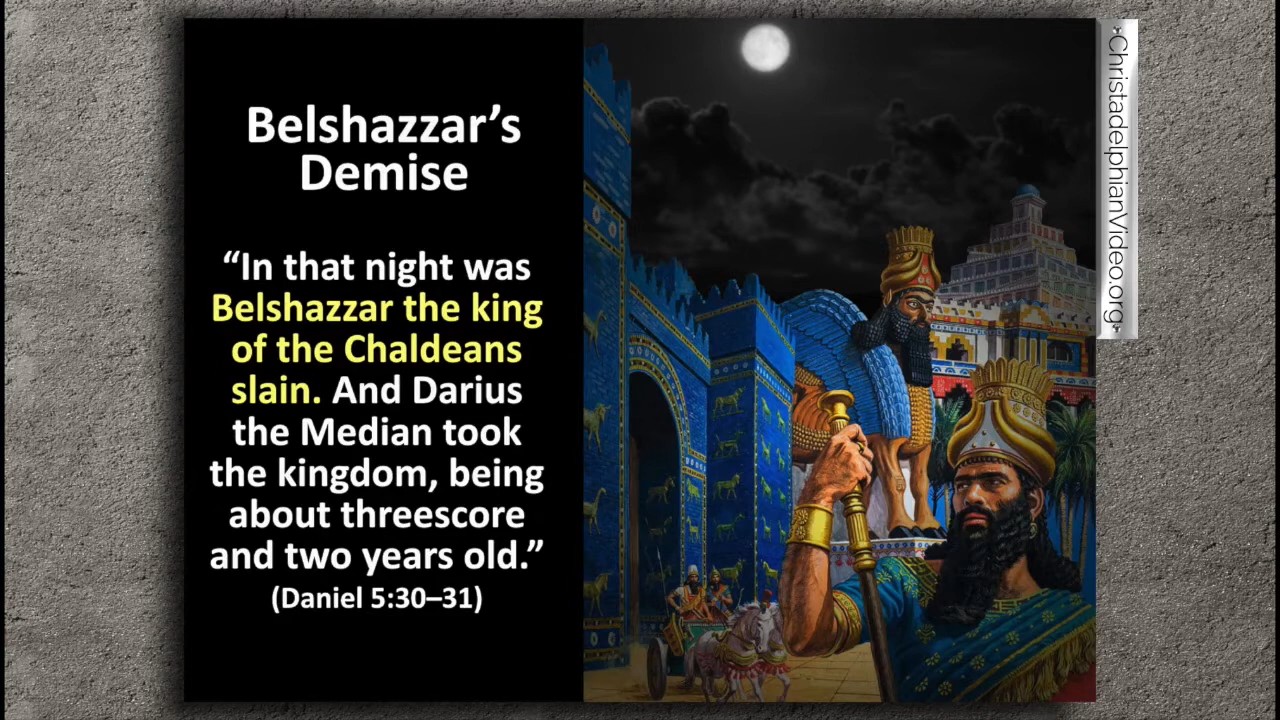 Belshazzar’s
Demise
“In that night was
Belshazzar the king
of the Chaldeans
slain. And Darius
the Median took
the kingdom, being
about threescore
and two years old.”
(Daniel 5:30–31)
ChristadelphianVideo.org